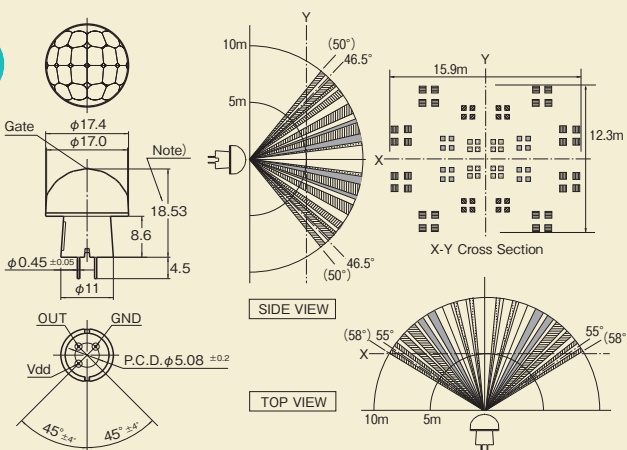 Gate
φ17.4
φ17.0
Note)
18.53
8.6
4.5
φ0.45 ±0.05
φ11
OUT
GND
Vdd
P.C.D.φ5.08 ±0.2
45° ±4°
45° ±4°
Y
10m
5m
(50°)
46.5°
46.5°
(50°)
SIDE VIEW
Y
15.9m
12.3m
X
X-Y Cross Section
(58°)
55°
X
55°
(58°)
10m
5m
TOP VIEW